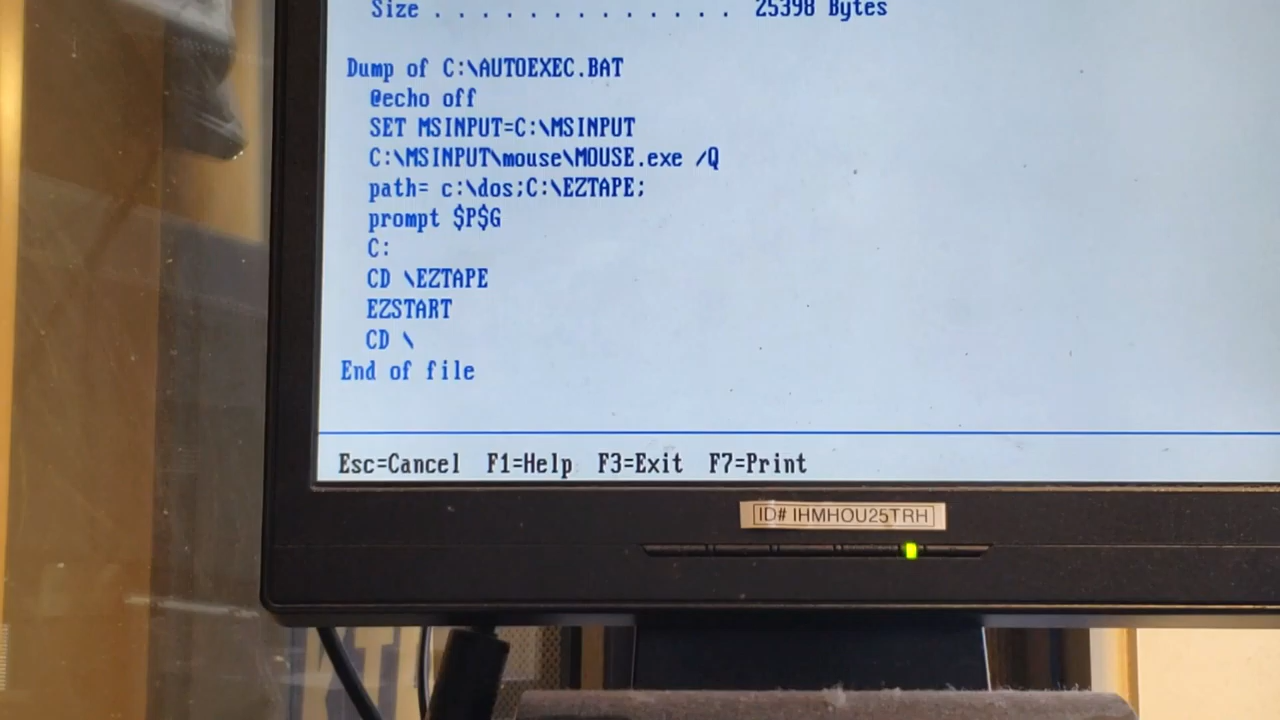 Size . . . . . . . . . . . . . 25398 Bytes
Dump of C:\AUTOEXEC.BAT
@echo off
SET MSINPUT=C:\MSINPUT
C:\MSINPUT\mouse\MOUSE.exe /Q
path= c:\dos;C:\EZTAPE;
prompt $P$G
C:
CD \EZTAPE
EZSTART
CD \
End of file
Esc=Cancel F1=Help F3=Exit F7=Print
ID# IHMHOU25TRH